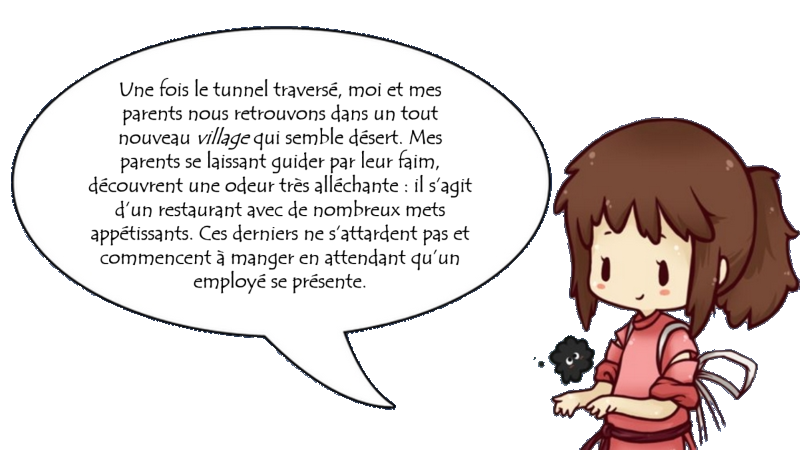 Une fois le tunnel traversé, moi et mes
parents nous retrouvons dans un tout
nouveau village qui semble désert. Mes
parents se laissant guider par leur faim,
découvrent une odeur très alléchante : il s'agit
d'un restaurant avec de nombreux mets
appétissants. Ces derniers ne s'attardent pas et
commencent à manger en attendant qu'un
employé se présente.